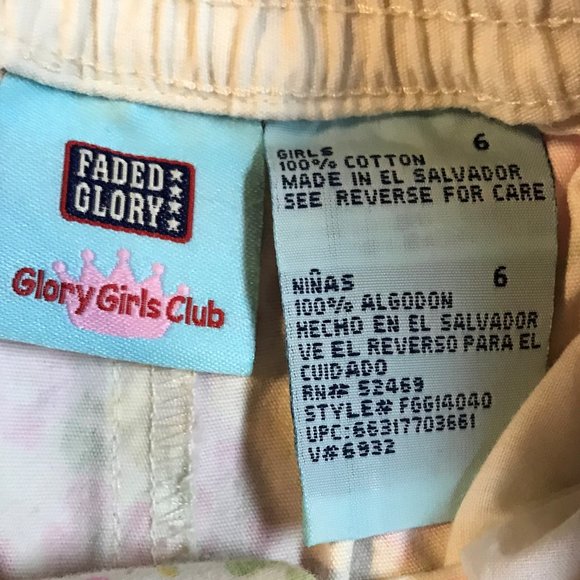 FADED
GLORY
Glory Girls Club
GIRLS 6
100% COTTON
MADE IN EL SALVADOR
SEE REVERSE FOR CARE
NIÑAS 6
100% ALGODON
HECHO EN EL SALVADOR
VE EL REVERSO PARA EL
CUIDADO
RN# 52469
STYLE# FGG14040
UPC: 66317703661
V#6932